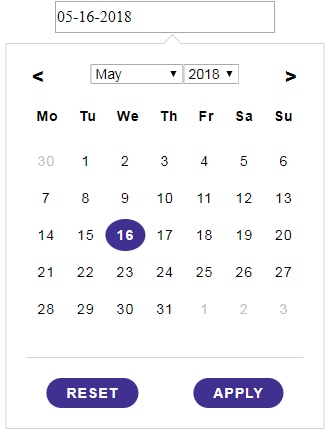 05-16-2018
< May 2018 >
Mo Tu We Th Fr Sa Su
30 1 2 3 4 5 6
7 8 9 10 11 12 13
14 15 16 17 18 19 20
21 22 23 24 25 26 27
28 29 30 31 1 2 3
RESET APPLY